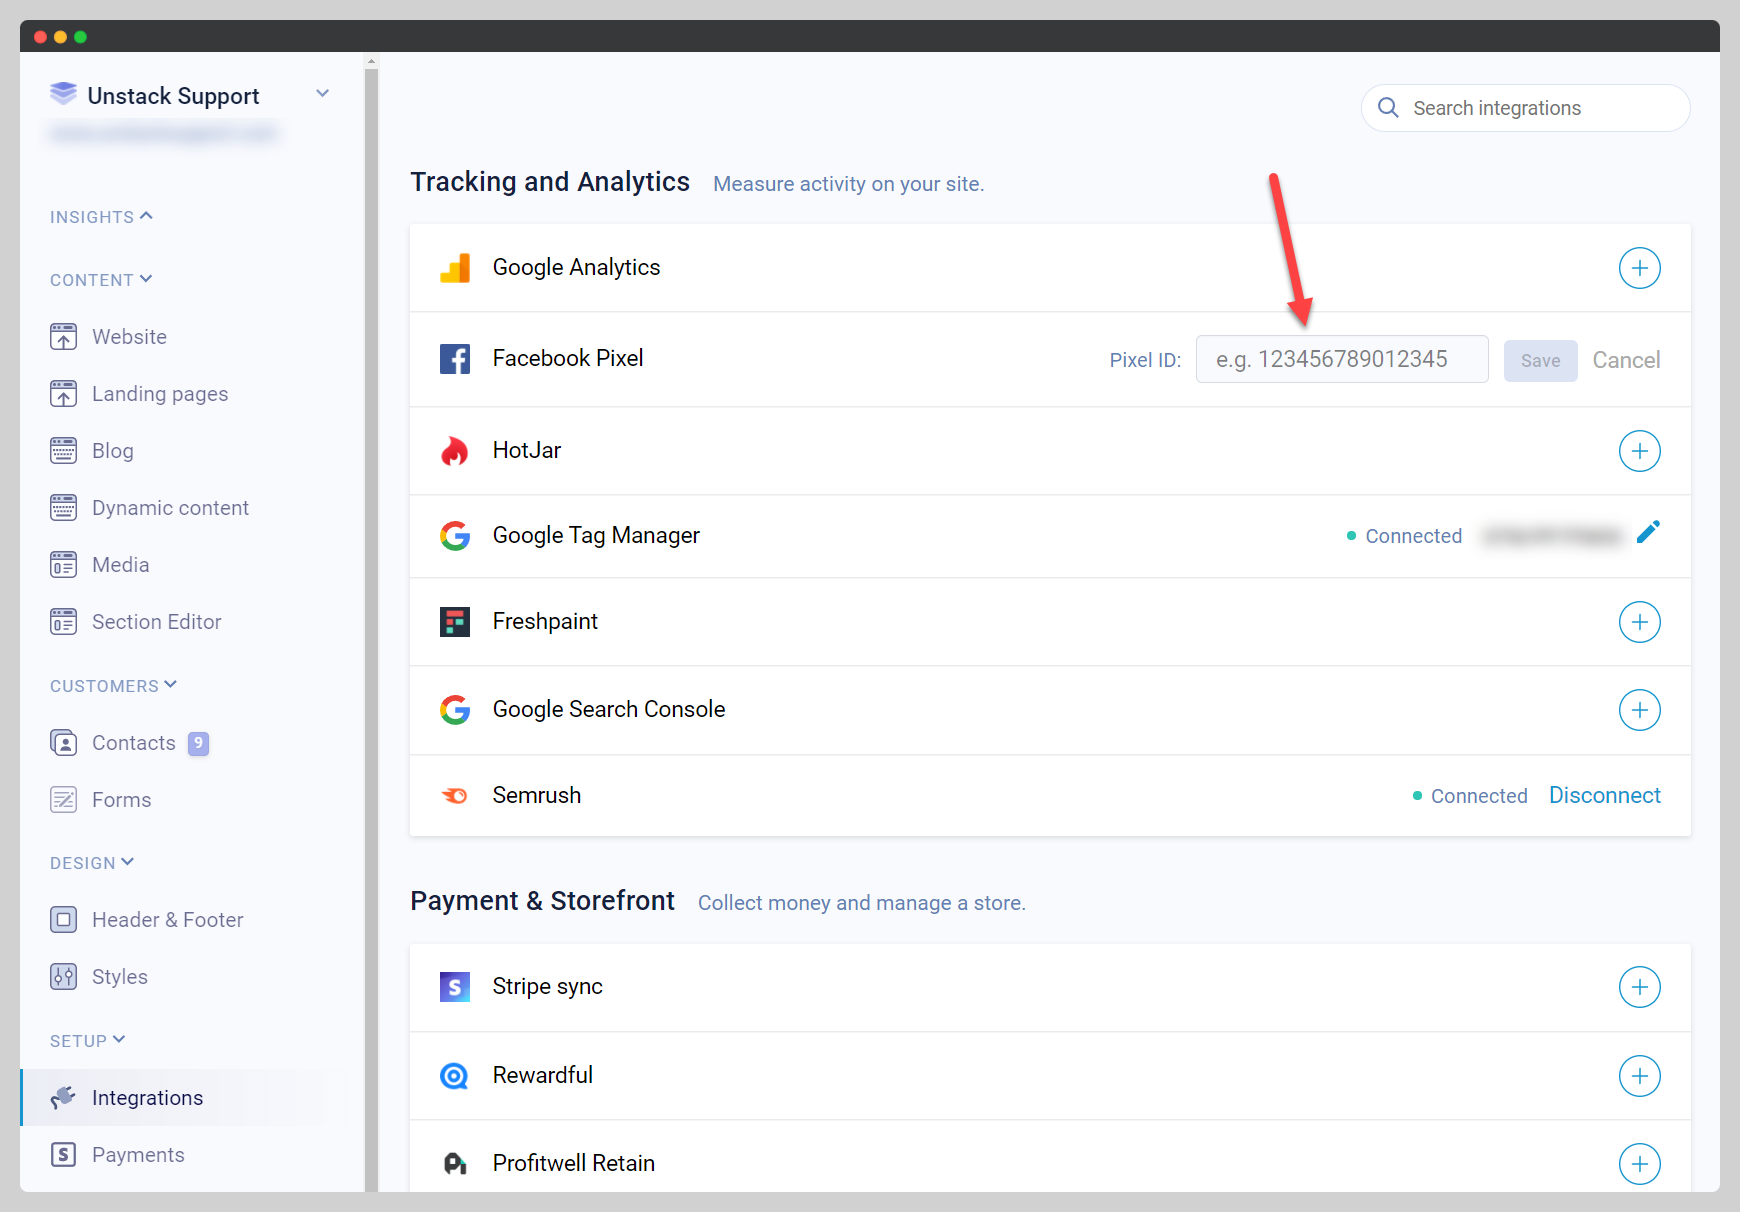 Unstack Support
INSIGHTS
CONTENT
Website
Landing pages
Blog
Dynamic content
Media
Section Editor
CUSTOMERS
Contacts 9
Forms
DESIGN
Header & Footer
Styles
SETUP
Integrations
Payments
Search integrations
Tracking and Analytics Measure activity on your site.
Google Analytics
Facebook Pixel Pixel ID: e.g. 123456789012345 Save Cancel
HotJar
Google Tag Manager Connected
Freshpaint
Google Search Console
Semrush Connected Disconnect
Payment & Storefront Collect money and manage a store.
Stripe sync
Rewardful
Profitwell Retain